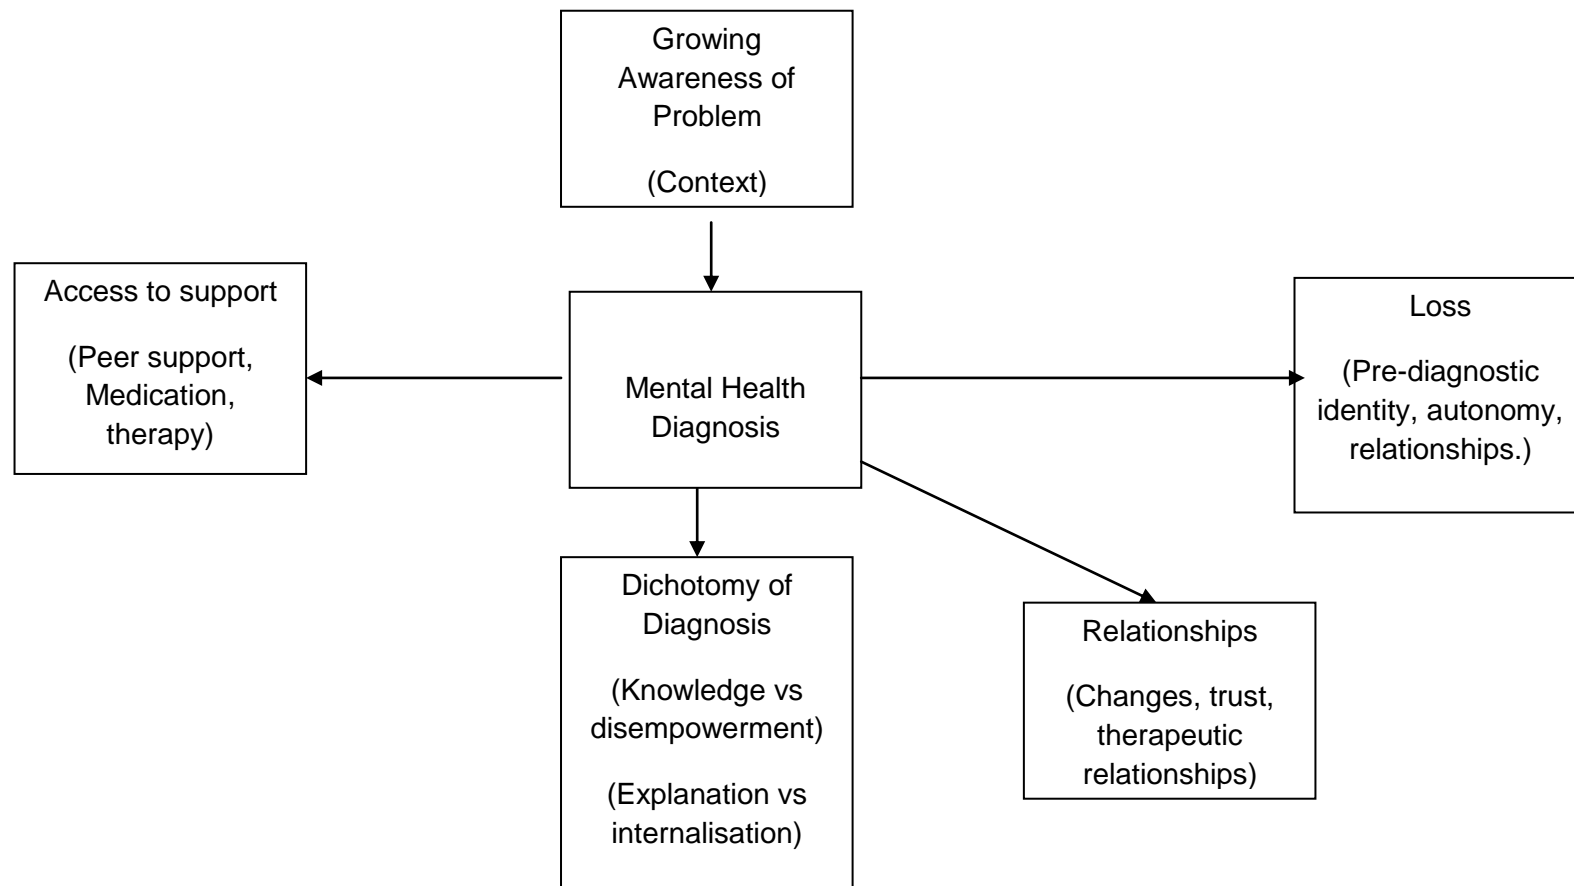 Growing
Awareness of
Problem
(Context)
Access to support
(Peer support,
Medication,
therapy)
Mental Health
Diagnosis
Loss
(Pre-diagnostic
identity, autonomy,
relationships.)
Dichotomy of
Diagnosis
(Knowledge vs
disempowerment)
(Explanation vs
internalisation)
Relationships
(Changes, trust,
therapeutic
relationships)